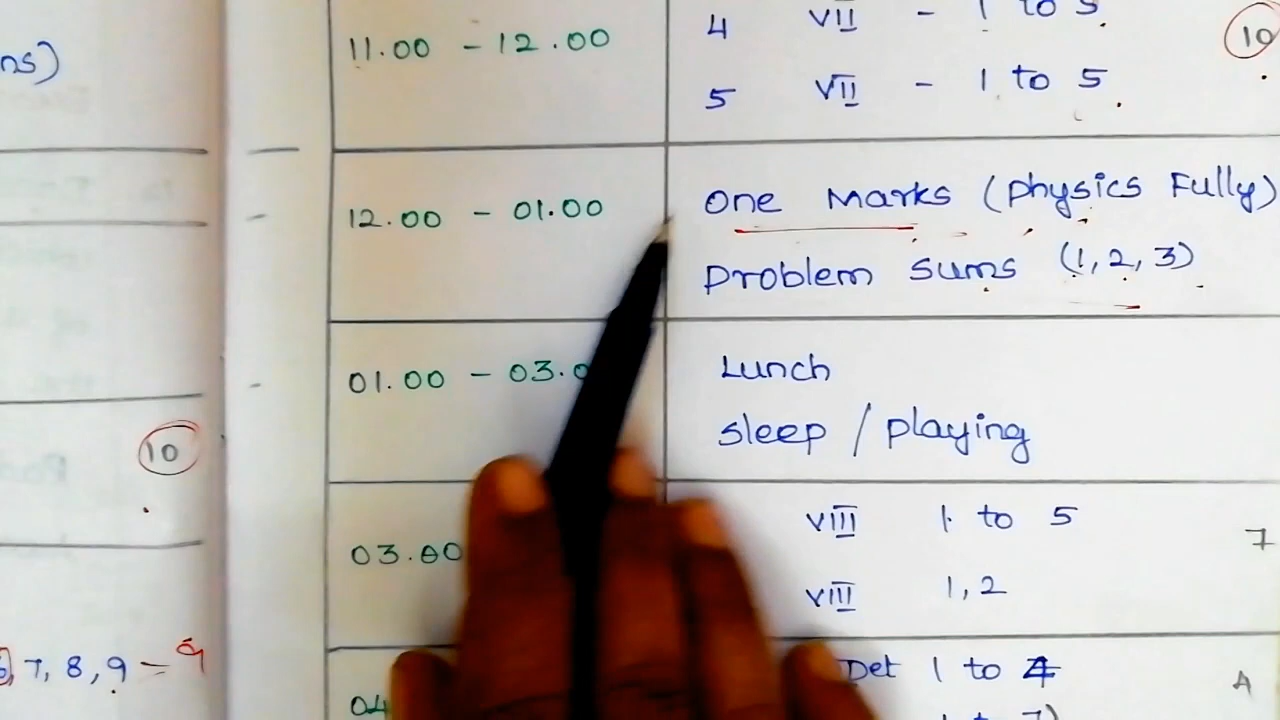 ns)
10
7, 8, 9 = 9
11.00 - 12.00
4 VII - 1 to 5
10
5 VII - 1 to 5
12.00 - 01.00
One Marks (Physics Fully)
Problem sums (1, 2, 3)
01.00 - 03.0
Lunch
Sleep / playing
03.00
VIII 1 to 5
7
VIII 1, 2
04
Det 1 to 4
A